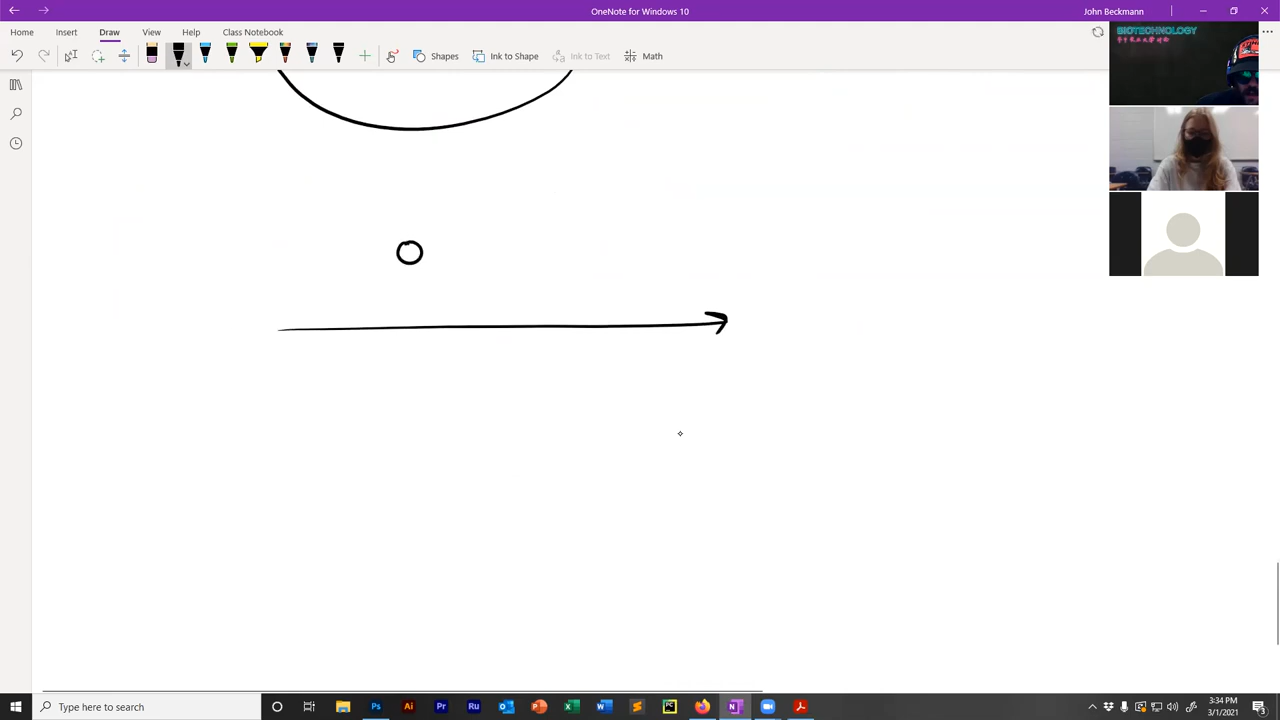 OneNote for Windows 10
John Beckmann
Home
Insert
Draw
View
Help
Class Notebook
Shapes
Ink to Shape
Ink to Text
Math
BIOTECHNOLOGY
Type here to search
3:34 PM
3/1/2021